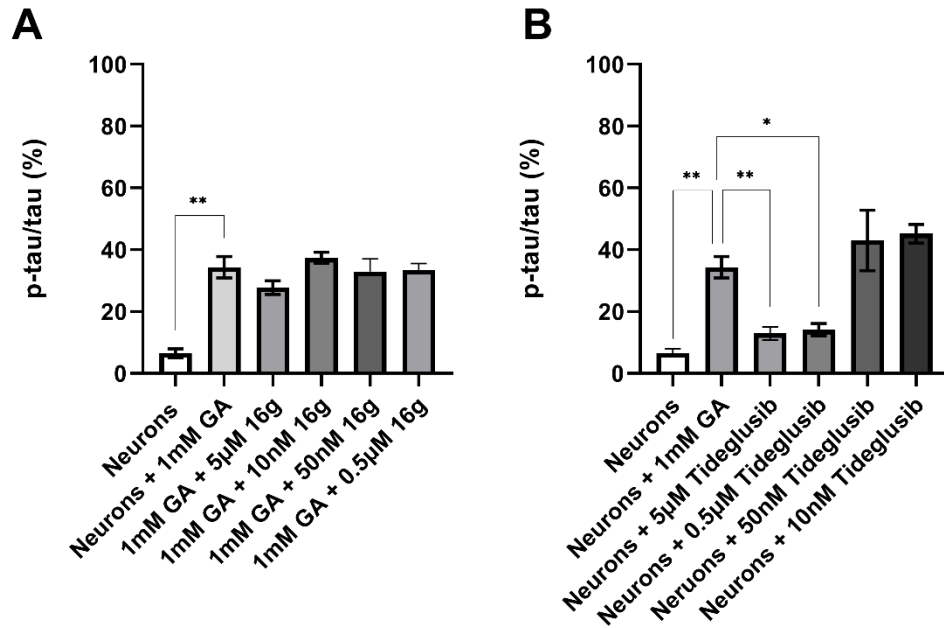 A
p-tau/tau (%)
100
80
60
40
20
0
**
Neurons
Neurons + 1mM GA
1mM GA + 5µM 16g
1mM GA + 10nM 16g
1mM GA + 50nM 16g
1mM GA + 0.5µM 16g
B
p-tau/tau (%)
100
80
60
40
20
0
*
**
**
Neurons
Neurons + 1mM GA
Neurons + 5µM Tideglusib
Neurons + 0.5µM Tideglusib
Neruons + 50nM Tideglusib
Neurons + 10nM Tideglusib